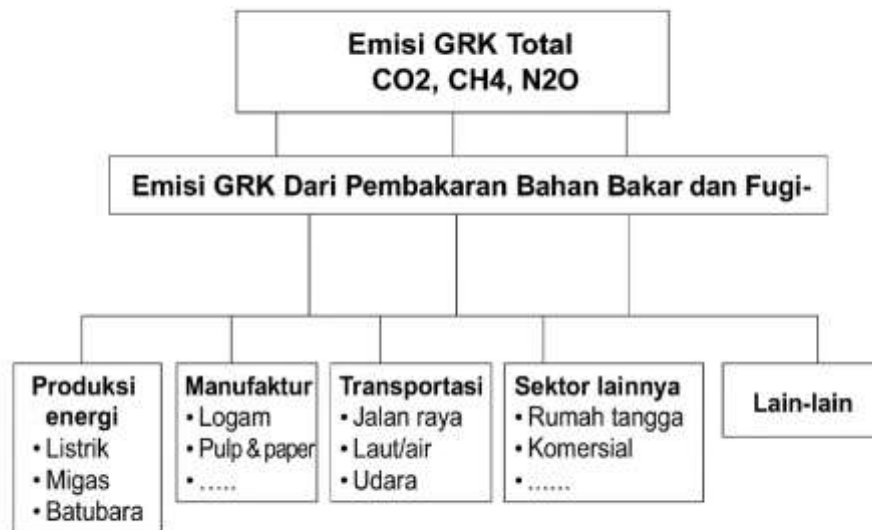 Emisi GRK Total
CO2, CH4, N2O
Emisi GRK Dari Pembakaran Bahan Bakar dan Fugi-
Produksi
energi
• Listrik
• Migas
• Batubara
Manufaktur
• Logam
• Pulp & paper
• .....
Transportasi
• Jalan raya
• Laut/air
• Udara
Sektor lainnya
• Rumah tangga
• Komersial
• ......
Lain-lain